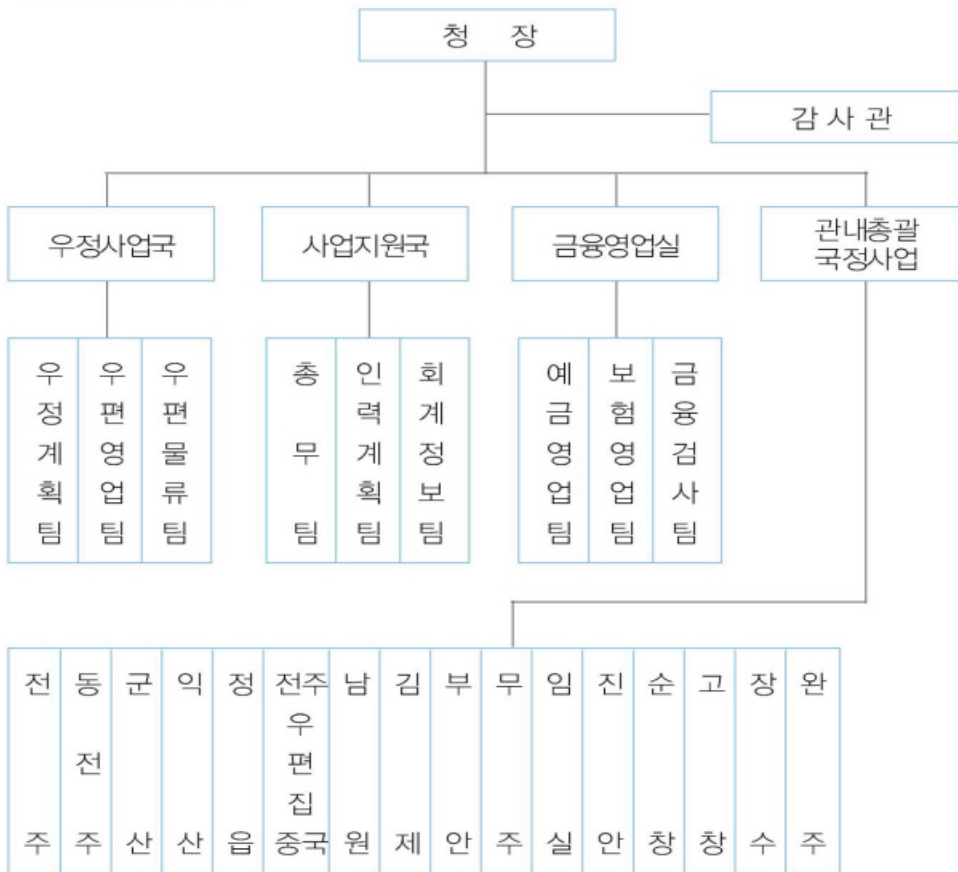 청 장
감 사 관
우정사업국
사업지원국
금융영업실
관내총괄
국정사업
우정계획팀
우편영업팀
우편물류팀
총무팀
인력계획팀
회계정보팀
예금영업팀
보험영업팀
금융검사팀
전주
동전주
군산
익산
정읍
전주우편집중국
남원
김제
부안
무주
임실
진안
순창
고창
장수
완주